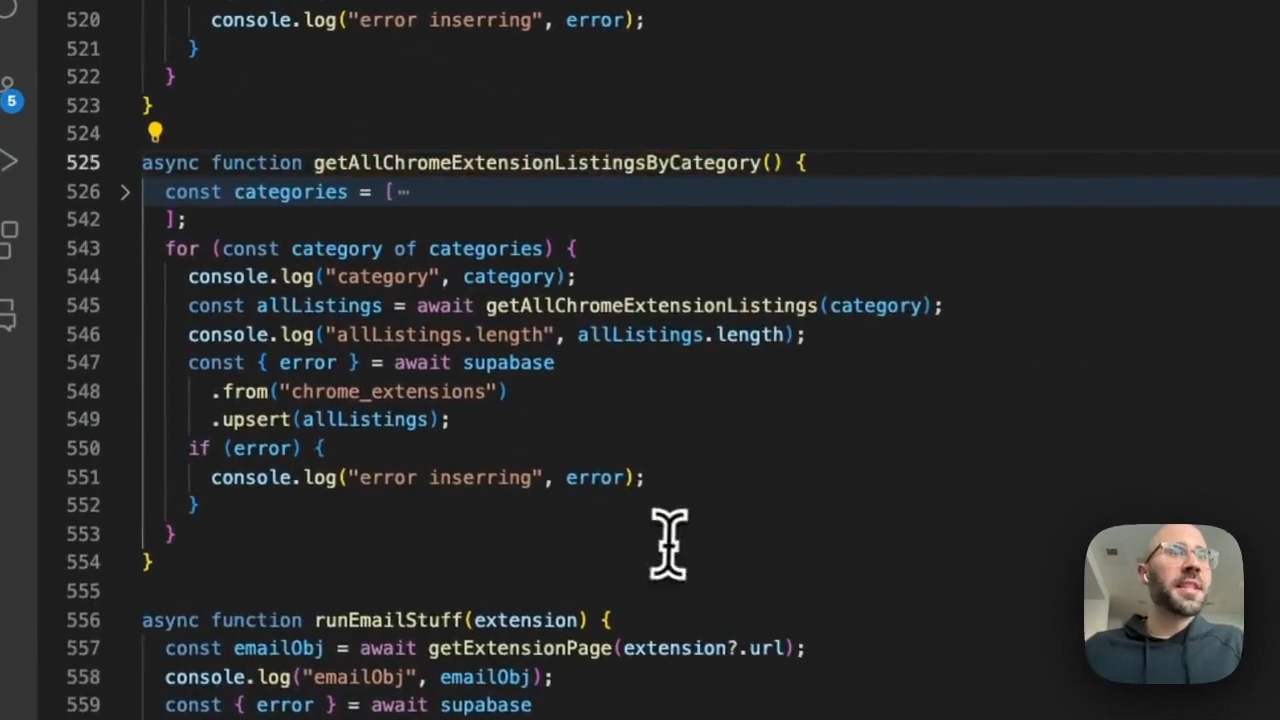 520 console.log("error inserring", error);
521 }
522 }
523 }
524
5
525 async function getAllChromeExtensionListingsByCategory() {
526 const categories = [⋯
542 ];
543 for (const category of categories) {
544 console.log("category", category);
545 const allListings = await getAllChromeExtensionListings(category);
546 console.log("allListings.length", allListings.length);
547 const { error } = await supabase
548 .from("chrome_extensions")
549 .upsert(allListings);
550 if (error) {
551 console.log("error inserring", error);
552 }
553 }
554 }
555
556 async function runEmailStuff(extension) {
557 const emailObj = await getExtensionPage(extension?.url);
558 console.log("emailObj", emailObj);
559 const { error } = await supabase